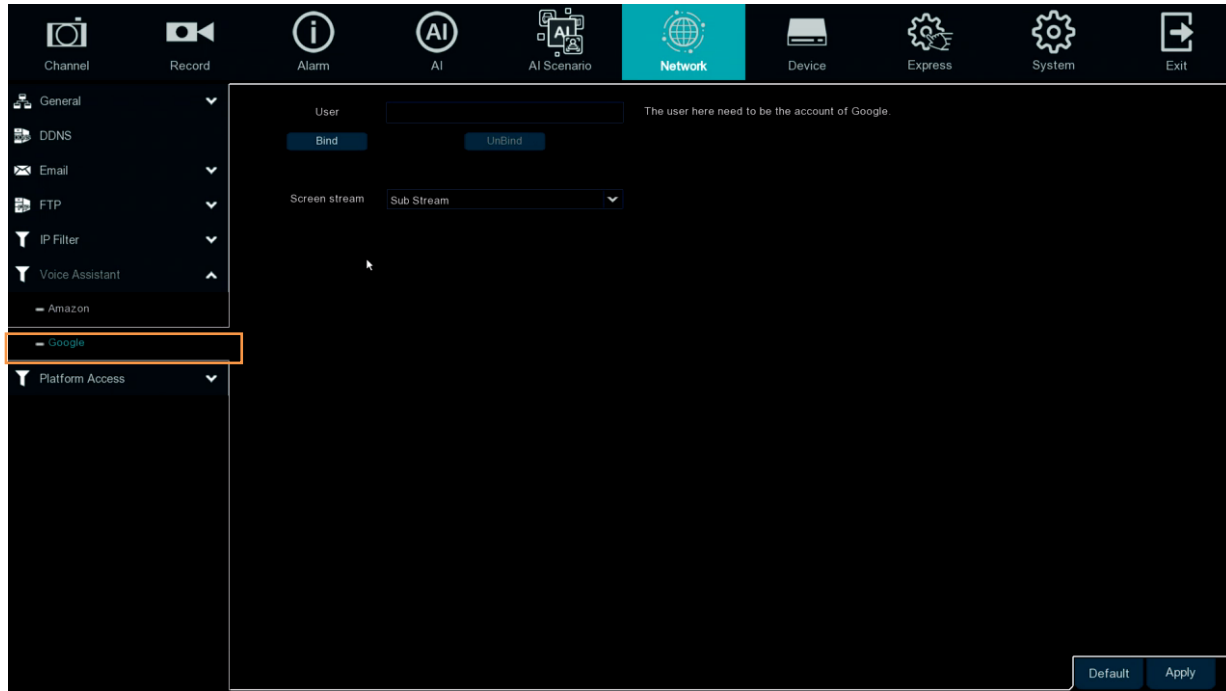 Channel
Record
Alarm
AI
AI Scenario
Network
Device
Express
System
Exit
General
DDNS
Email
FTP
IP Filter
Voice Assistant
Amazon
Google
Platform Access
User
The user here need to be the account of Google.
Bind
UnBind
Screen stream
Sub Stream
Default
Apply